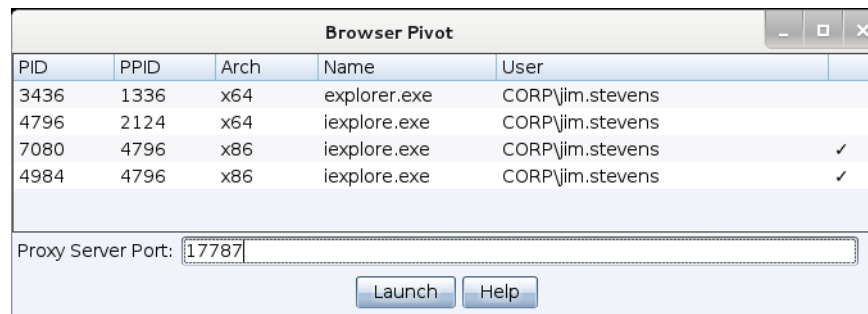 Browser Pivot
PID PPID Arch Name User
3436 1336 x64 explorer.exe CORP\jim.stevens
4796 2124 x64 iexplore.exe CORP\jim.stevens
7080 4796 x86 iexplore.exe CORP\jim.stevens ✓
4984 4796 x86 iexplore.exe CORP\jim.stevens ✓
Proxy Server Port: 17787
Launch Help